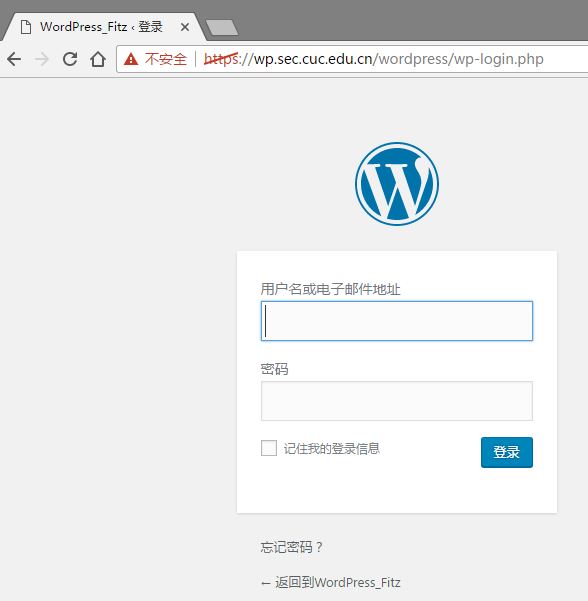 WordPress_Fitz ‹ 登录
不安全 https://wp.sec.cuc.edu.cn/wordpress/wp-login.php
用户名或电子邮件地址
密码
记住我的登录信息 登录
忘记密码？
← 返回到WordPress_Fitz